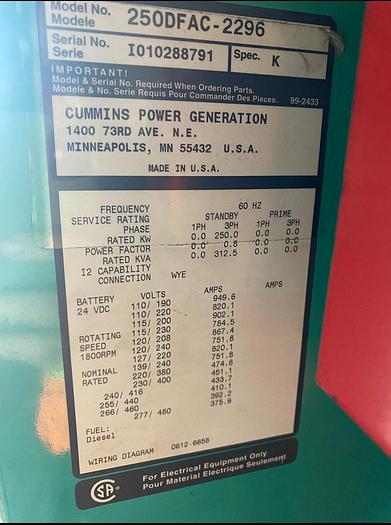 Model No. 250DFAC-2296
Modele
Serial No. I010288791 Spec. K
Serie
IMPORTANT!
Model & Serial No. Required When Ordering Parts.
Modele & No. Serie Requis Pour Commander Des Pieces. 99-2433
CUMMINS POWER GENERATION
1400 73RD AVE. N.E.
MINNEAPOLIS, MN 55432 U.S.A.
MADE IN U.S.A.
FREQUENCY 60 HZ
SERVICE RATING STANDBY PRIME
PHASE 1PH 3PH 1PH 3PH
RATED KW 0.0 250.0 0.0 0.0
POWER FACTOR 0.0 0.8 0.0 0.0
RATED KVA 0.0 312.5 0.0 0.0
I2 CAPABILITY
CONNECTION WYE
BATTERY VOLTS AMPS AMPS
24 VDC 110/ 190 949.6
110/ 220 820.1
115/ 200 902.1
ROTATING 115/ 230 784.5
SPEED 120/ 208 867.4
1800RPM 120/ 240 751.8
127/ 220 820.1
NOMINAL 139/ 240 751.8
RATED 220/ 380 474.8
230/ 400 451.1
240/ 416 433.7
255/ 440 410.1
266/ 460 392.2
277/ 480 375.9
FUEL:
Diesel
WIRING DIAGRAM 0612-6658
CSA For Electrical Equipment Only
Pour Material Electrique Seulement